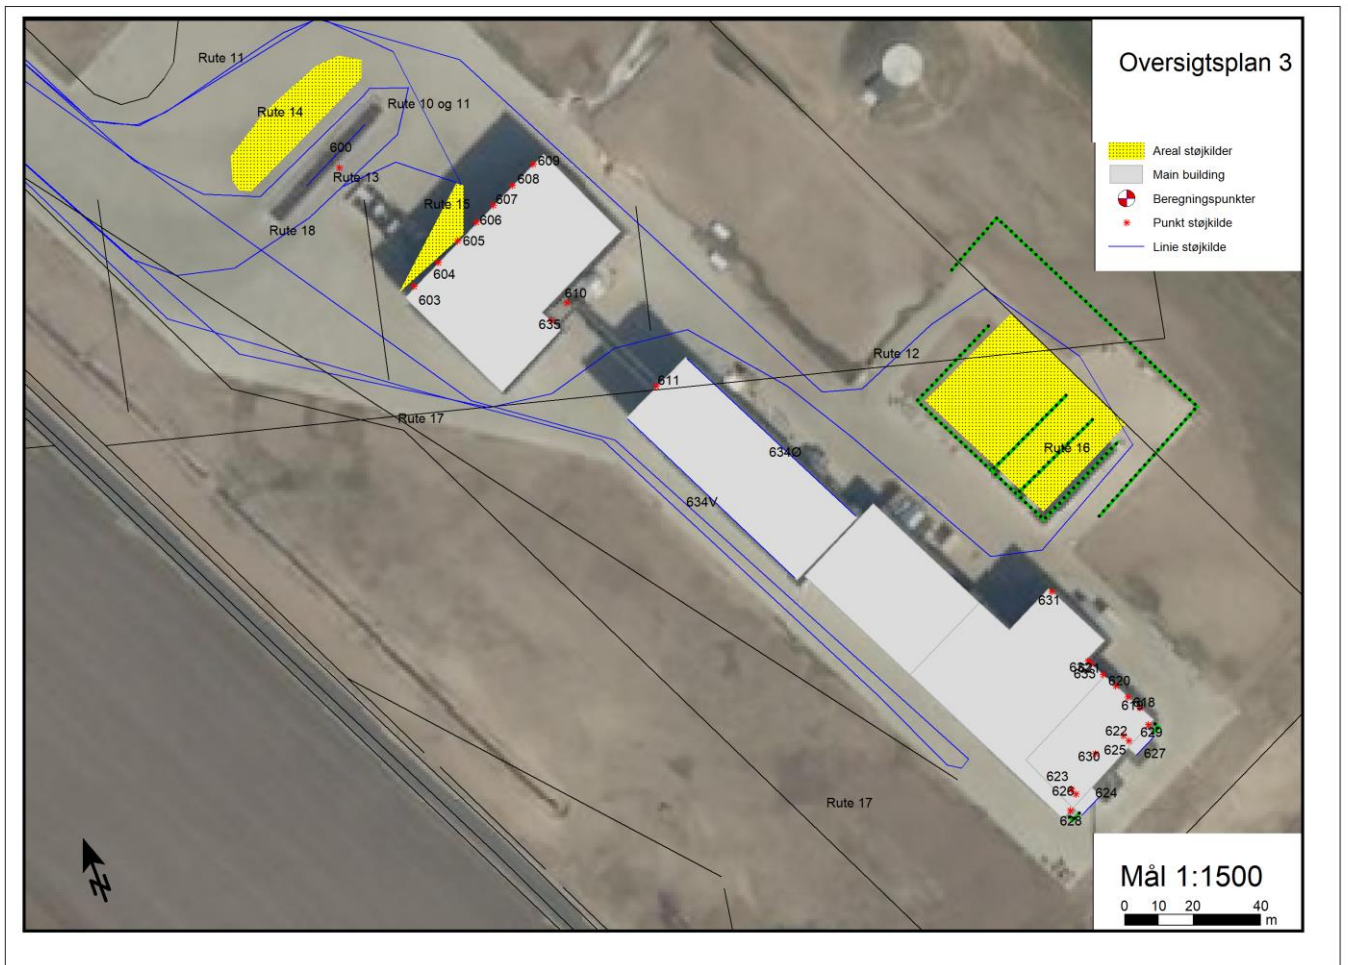 Oversigtsplan 3
Areal støjkilder
Main building
Beregningspunkter
Punkt støjkilde
Linie støjkilde
Rute 11
Rute 14
Rute 10 og 11
600
Rute 13
Rute 18
Rute 15
609
608
607
606
605
604
603
610
635
611
Rute 12
Rute 17
Rute 16
634Ø
634V
631
621
633
620
618
619
622
629
625
627
630
623
626
624
628
Rute 17
N
Mål 1:1500
0 10 20 40
m